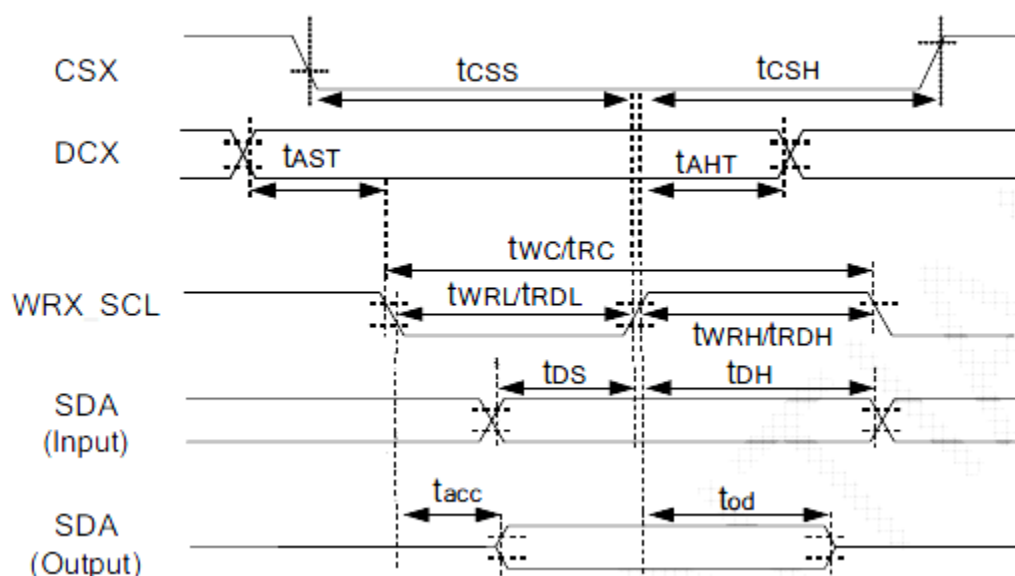 CSX
tCSS
tCSH
DCX
tAST
tAHT
tWC/tRC
WRX_SCL
tWRL/tRDL
tWRH/tRDH
tDS
tDH
SDA
(Input)
tacc
tod
SDA
(Output)